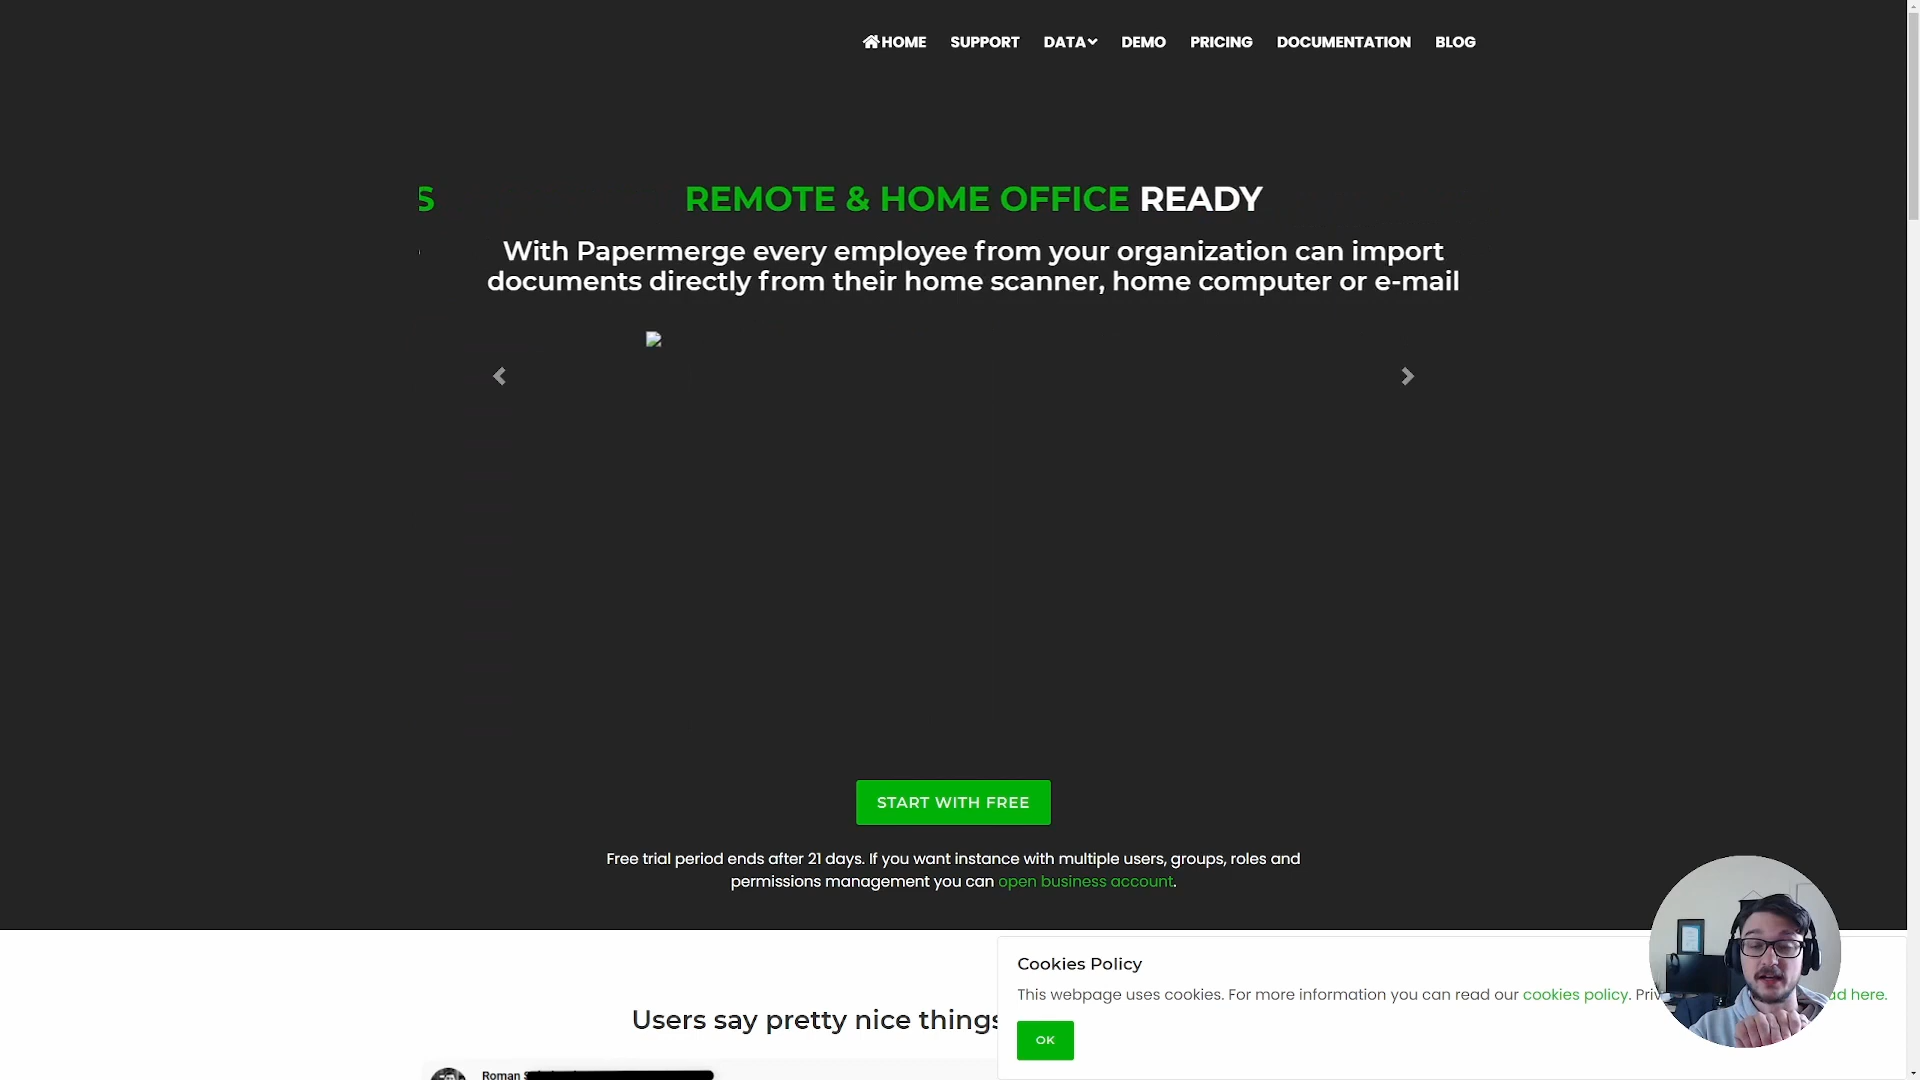 HOME SUPPORT DATA DEMO PRICING DOCUMENTATION BLOG
S
REMOTE & HOME OFFICE READY
With Papermerge every employee from your organization can import
documents directly from their home scanner, home computer or e-mail
START WITH FREE
Free trial period ends after 21 days. If you want instance with multiple users, groups, roles and
permissions management you can open business account.
Cookies Policy
This webpage uses cookies. For more information you can read our cookies policy. here.
OK
Users say pretty nice things
Roman